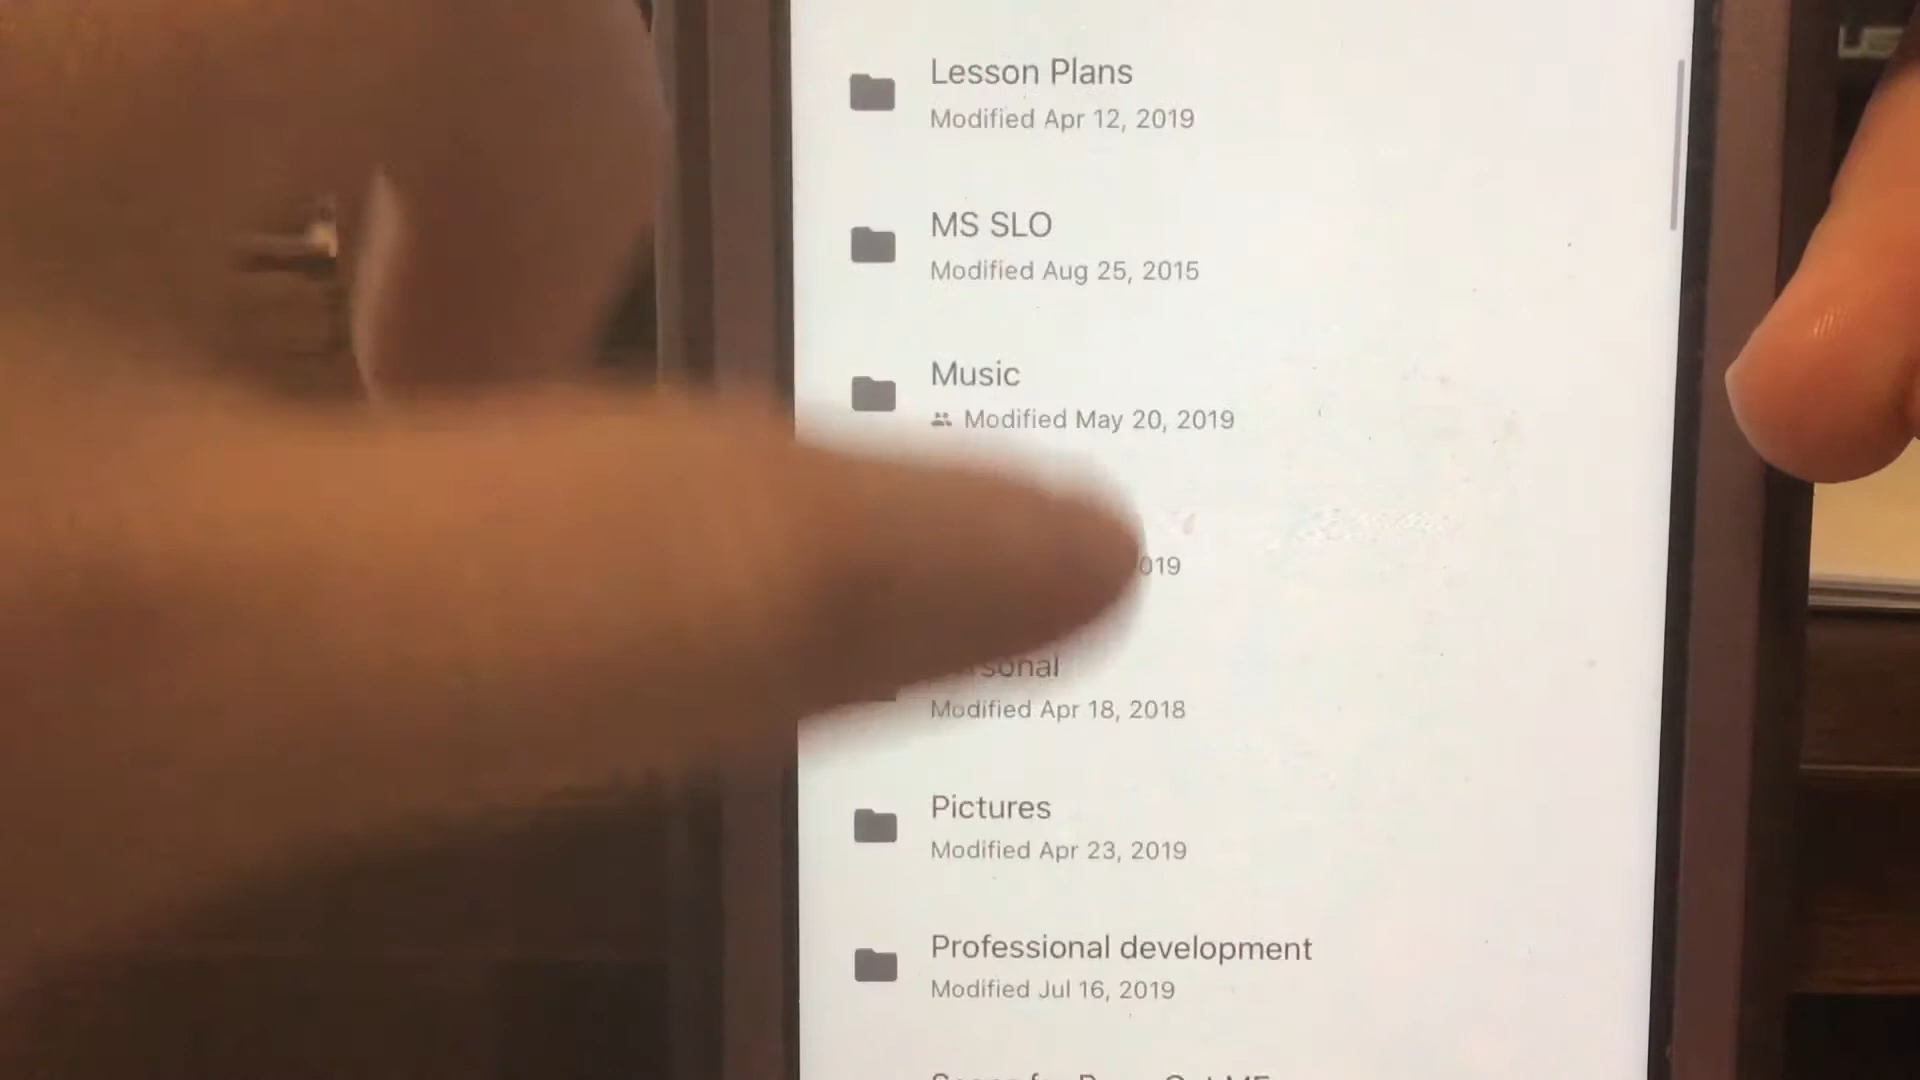 Lesson Plans
Modified Apr 12, 2019
MS SLO
Modified Aug 25, 2015
Music
Modified May 20, 2019
019
sonal
Modified Apr 18, 2018
Pictures
Modified Apr 23, 2019
Professional development
Modified Jul 16, 2019